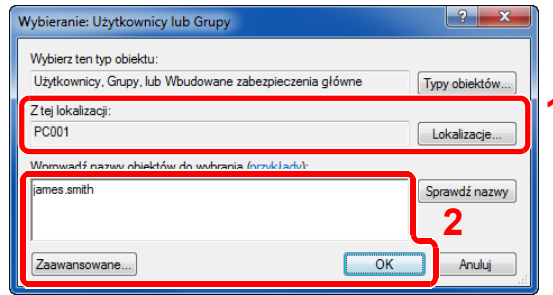 Wybieranie: Użytkownicy lub Grupy
Wybierz ten typ obiektu:
Użytkownicy, Grupy, lub Wbudowane zabezpieczenia główne
Typy obiektów...
Z tej lokalizacji:
PC001
Lokalizacje...
Wprowadź nazwy obiektów do wybrania (przykłady):
james.smith
Sprawdź nazwy
2
Zaawansowane...
OK
Anuluj